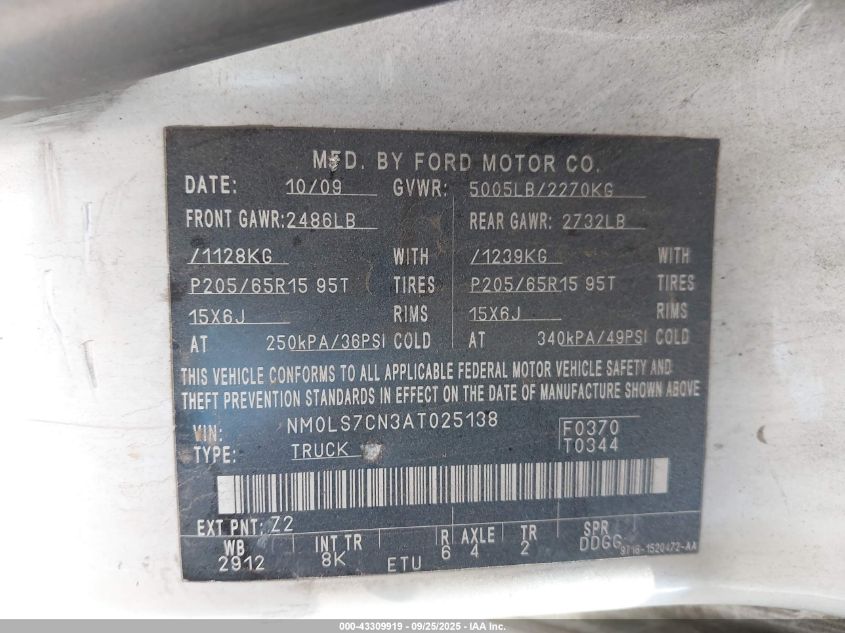 MFD. BY FORD MOTOR CO.
DATE: 10/09 GVWR: 5005LB/2270KG
FRONT GAWR: 2486LB REAR GAWR: 2732LB
/1128KG WITH /1239KG WITH
P205/65R15 95T TIRES P205/65R15 95T TIRES
15X6J RIMS 15X6J RIMS
AT 250kPA/36PSI COLD AT 340kPA/49PSI COLD
THIS VEHICLE CONFORMS TO ALL APPLICABLE FEDERAL MOTOR VEHICLE SAFETY AND
THEFT PREVENTION STANDARDS IN EFFECT ON THE DATE OF MANUFACTURE SHOWN ABOVE
VIN: NM0LS7CN3AT025138 F0370
TYPE: TRUCK T0344
EXT PNT: Z2
WB INT TR R AXLE TR SPR
2912 8K ETU 6 4 2 DDGG 9T16-1520472-AA
000-43309919 - 09/25/2025 - IAA Inc.